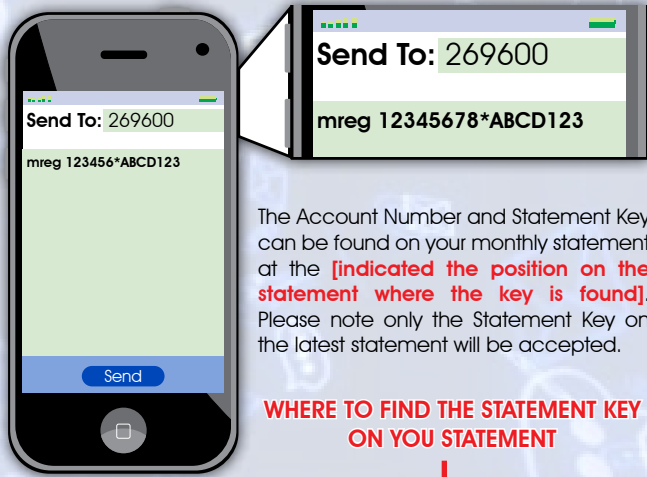 Send To: 269600
mreg 12345678*ABCD123
Send To: 269600
mreg 123456*ABCD123
Send
The Account Number and Statement Key
can be found on your monthly statement
at the [indicated the position on the
statement where the key is found].
Please note only the Statement Key on
the latest statement will be accepted.
WHERE TO FIND THE STATEMENT KEY
ON YOU STATEMENT